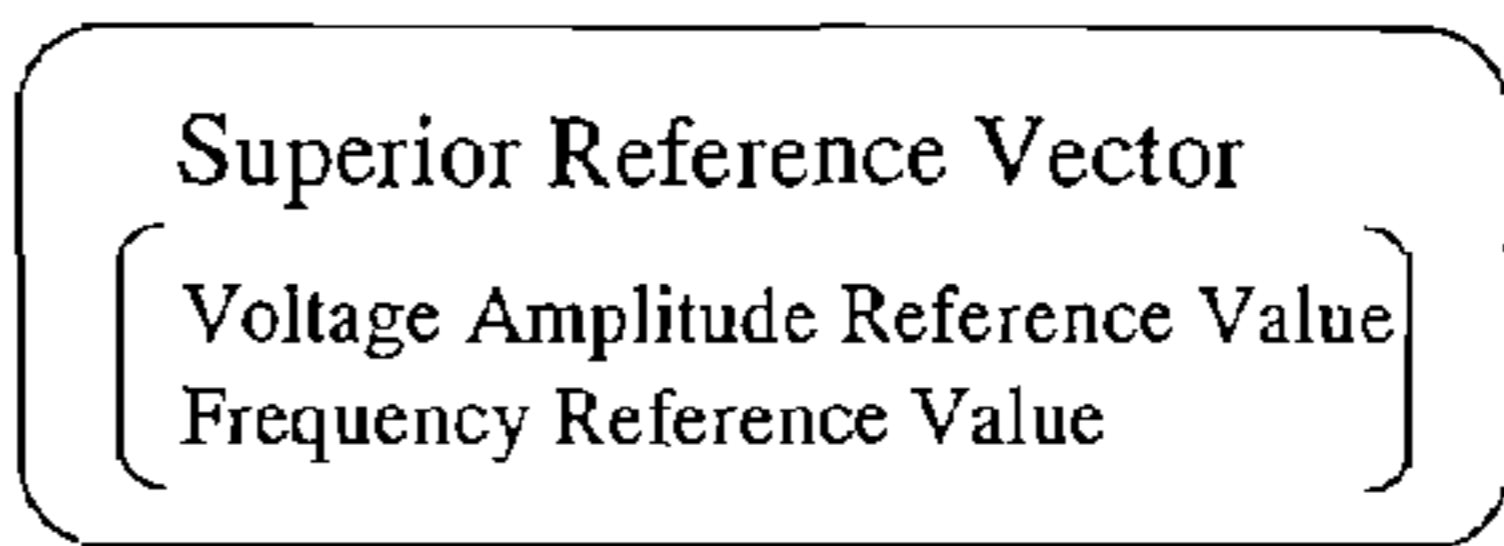 Superior Reference Vector
Voltage Amplitude Reference Value
Frequency Reference Value